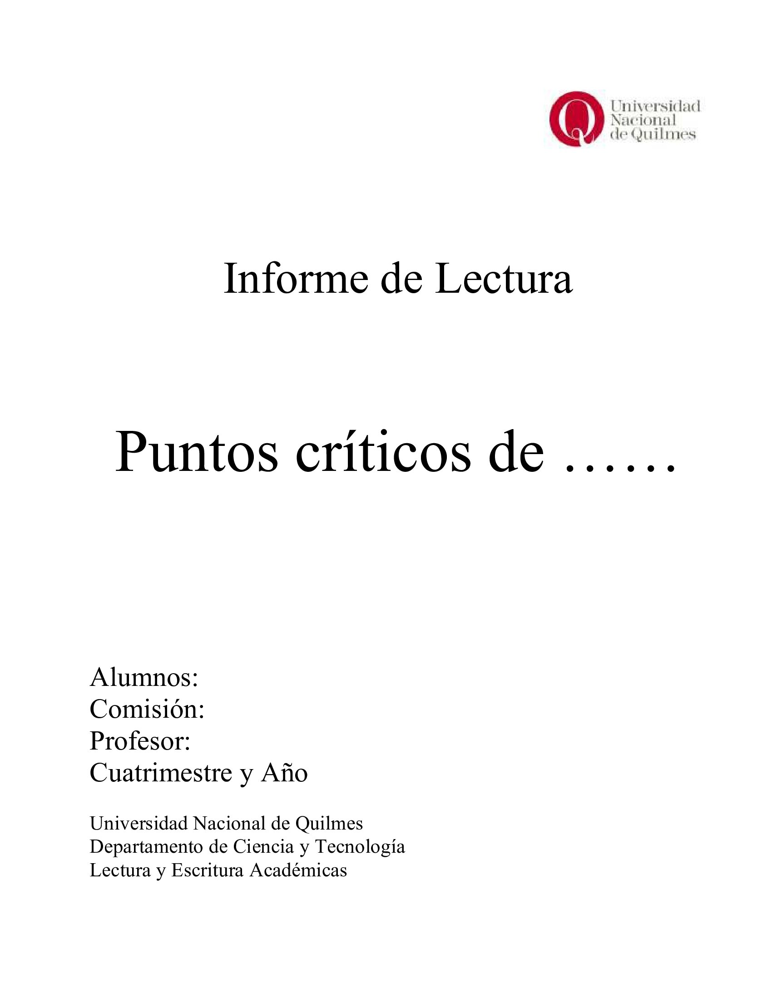 Universidad
Nacional
de Quilmes
Informe de Lectura
Puntos críticos de ……
Alumnos:
Comisión:
Profesor:
Cuatrimestre y Año
Universidad Nacional de Quilmes
Departamento de Ciencia y Tecnología
Lectura y Escritura Académicas